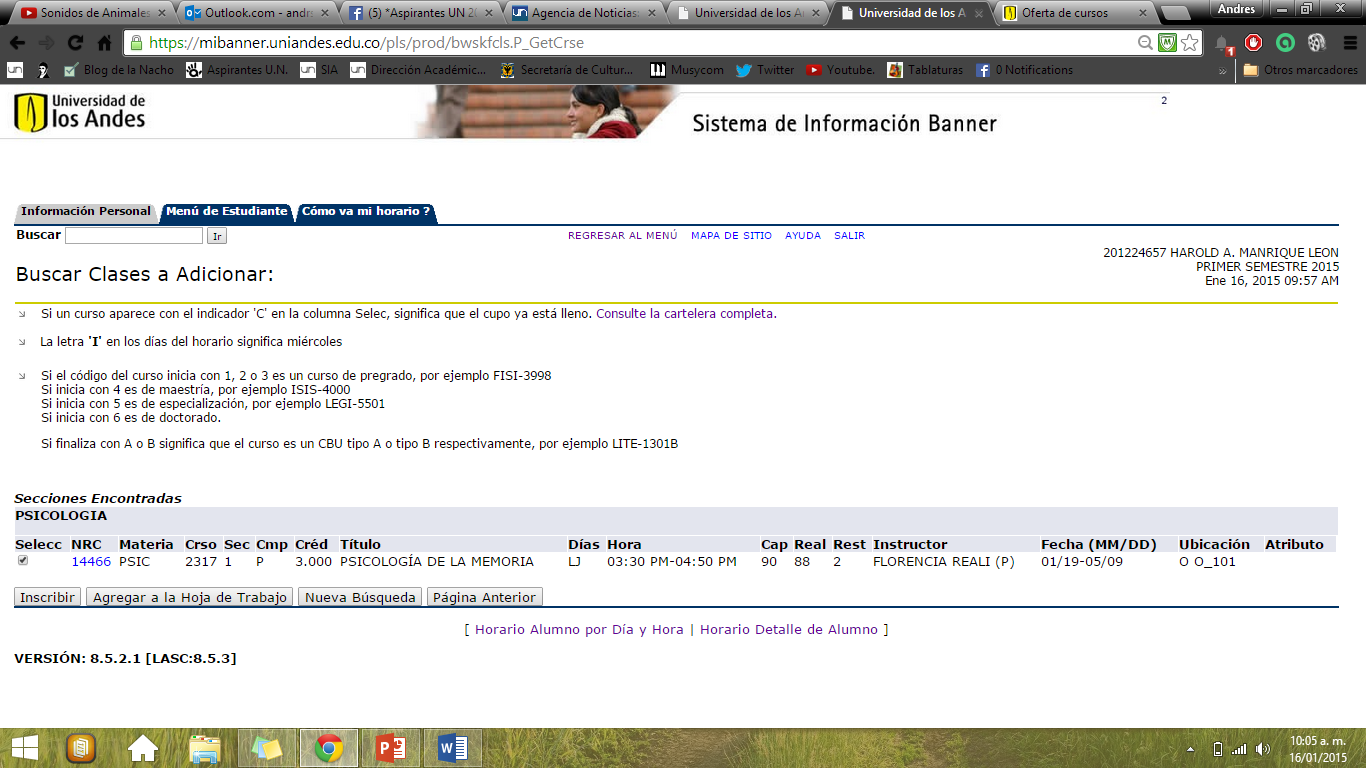 Sonidos de Animales
Outlook.com - andr
(5) *Aspirantes UN 2
Agencia de Noticias
Universidad de los A
Universidad de los A
Oferta de cursos
Andres
https://mibanner.uniandes.edu.co/pls/prod/bwskfcls.P_GetCrse
1
Blog de la Nacho
Aspirantes U.N.
SIA
Dirección Académic...
Secretaría de Cultur...
Musycom
Twitter
Youtube.
Tablaturas
0 Notifications
»
Otros marcadores
Universidad de
los Andes
Sistema de Información Banner
2
Información Personal Menú de Estudiante Cómo va mi horario ?
Buscar Ir
REGRESAR AL MENÚ MAPA DE SITIO AYUDA SALIR
201224657 HAROLD A. MANRIQUE LEON
PRIMER SEMESTRE 2015
Ene 16, 2015 09:57 AM
Buscar Clases a Adicionar:
Si un curso aparece con el indicador 'C' en la columna Selec, significa que el cupo ya está lleno. Consulte la cartelera completa.
La letra 'I' en los días del horario significa miércoles
Si el código del curso inicia con 1, 2 o 3 es un curso de pregrado, por ejemplo FISI-3998
Si inicia con 4 es de maestría, por ejemplo ISIS-4000
Si inicia con 5 es de especialización, por ejemplo LEGI-5501
Si inicia con 6 es de doctorado.
Si finaliza con A o B significa que el curso es un CBU tipo A o tipo B respectivamente, por ejemplo LITE-1301B
Secciones Encontradas
PSICOLOGIA
Selecc NRC Materia Crso Sec Cmp Créd Título Días Hora Cap Real Rest Instructor Fecha (MM/DD) Ubicación Atributo
14466 PSIC 2317 1 P 3.000 PSICOLOGÍA DE LA MEMORIA LJ 03:30 PM-04:50 PM 90 88 2 FLORENCIA REALI (P) 01/19-05/09 O O_101
Inscribir Agregar a la Hoja de Trabajo Nueva Búsqueda Página Anterior
[ Horario Alumno por Día y Hora | Horario Detalle de Alumno ]
VERSIÓN: 8.5.2.1 [LASC:8.5.3]
10:05 a. m.
16/01/2015